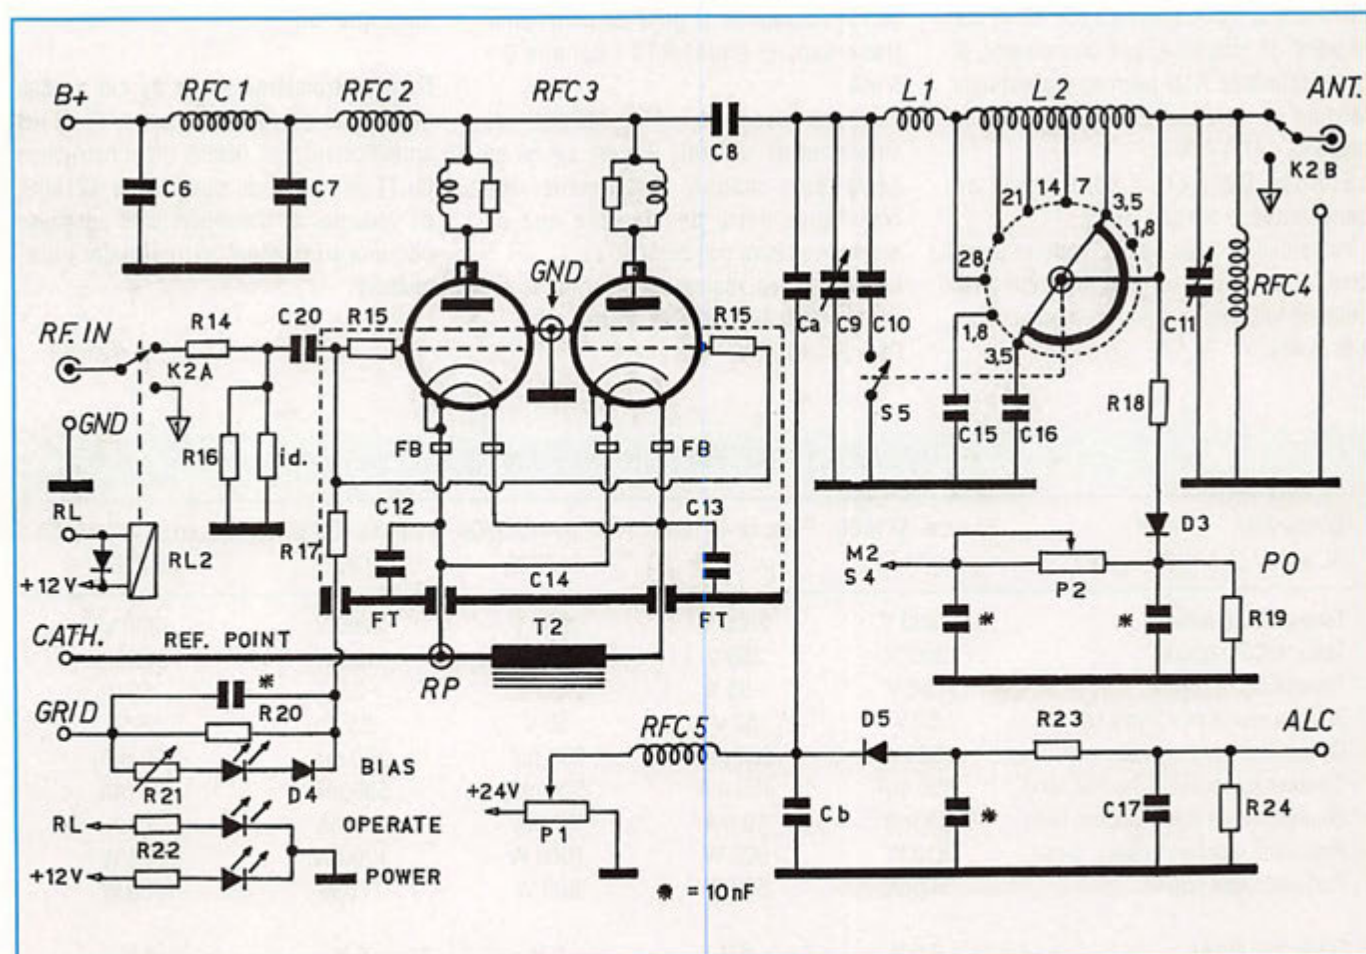 B+ RFC 1 RFC 2 RFC3 L1 L2 ANT.
C6 C7 C8 K2B
21 14 7 3,5 1,8
28
1,8 3,5
RFC4
GND
RF. IN R14 C20 R15 R15
K2A
Ca C9 C10 C11
S5
C15 C16 R18
GND
R16 id.
FB FB
RL
RL2
+12V
C12 C13
R17
C14
FT FT
T2
D3
M2
S4
P2 PO
* * R19
CATH. REF. POINT
RP
GRID
*
R20
R21 D4 BIAS
RL OPERATE
R22
+12V POWER
RFC 5 D5 R23 ALC
+24V
P1
Cb * C17 R24
* = 10nF